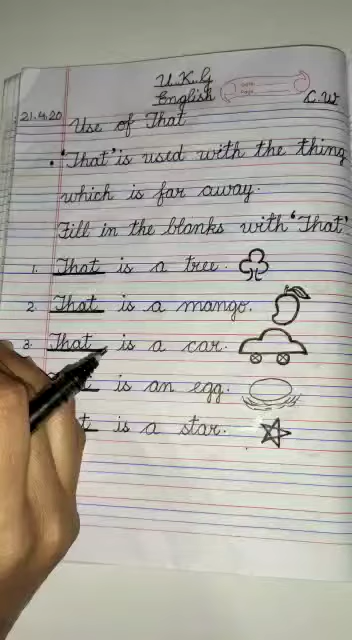 U.K.G
English
C.W
21.4.20
Use of That
• 'That' is used with the thing
which is far away.
Fill in the blanks with 'That'
1. That is a tree.
2. That is a mango.
3. That is a car.
is an egg.
is a star.